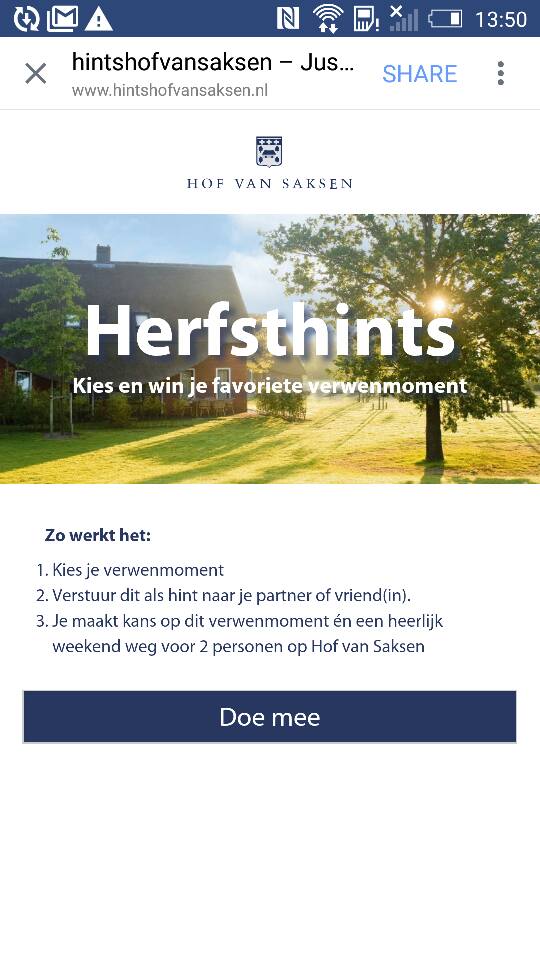 13:50
hintshofvansaksen – Jus...
SHARE
www.hintshofvansaksen.nl
HOF VAN SAKSEN
Herfsthints
Kies en win je favoriete verwenmoment
Zo werkt het:
1. Kies je verwenmoment
2. Verstuur dit als hint naar je partner of vriend(in).
3. Je maakt kans op dit verwenmoment én een heerlijk
weekend weg voor 2 personen op Hof van Saksen
Doe mee